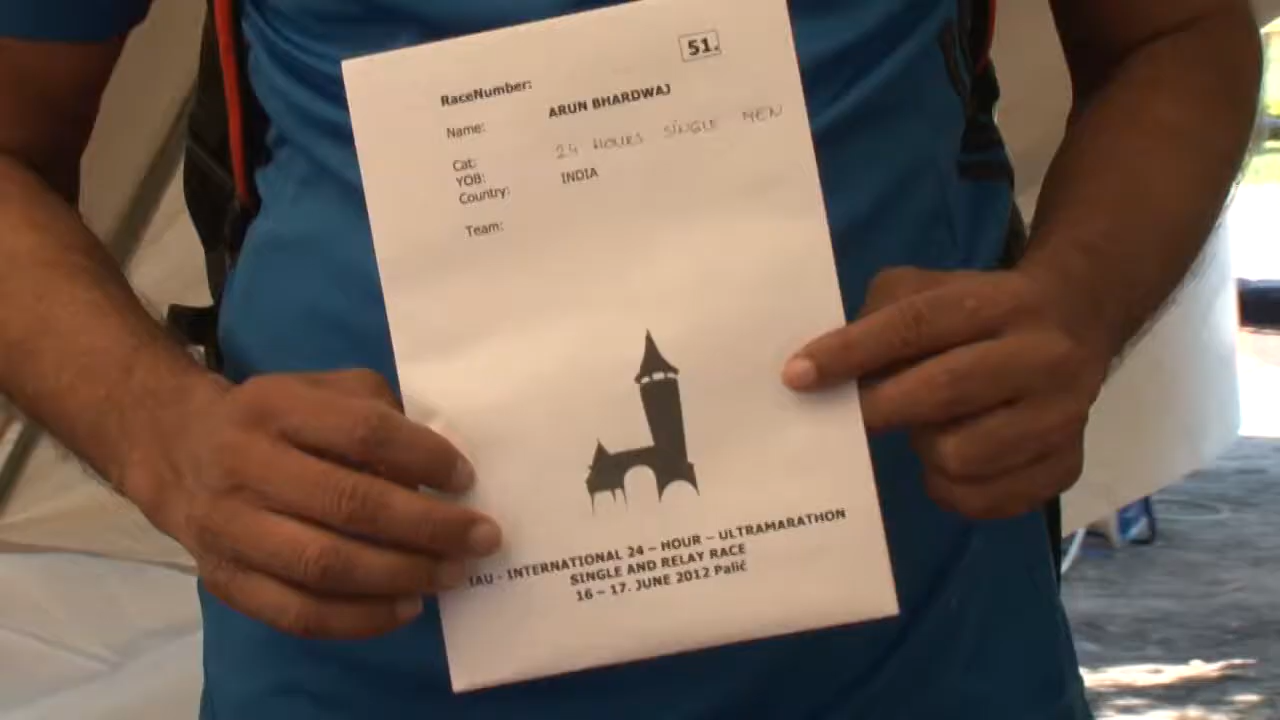 RaceNumber: 51.
Name: ARUN BHARDWAJ
Cat: 24 HOURS SINGLE MEN
YOB:
Country: INDIA
Team:
IAU - INTERNATIONAL 24 – HOUR – ULTRAMARATHON
SINGLE AND RELAY RACE
16 – 17. JUNE 2012 Palić